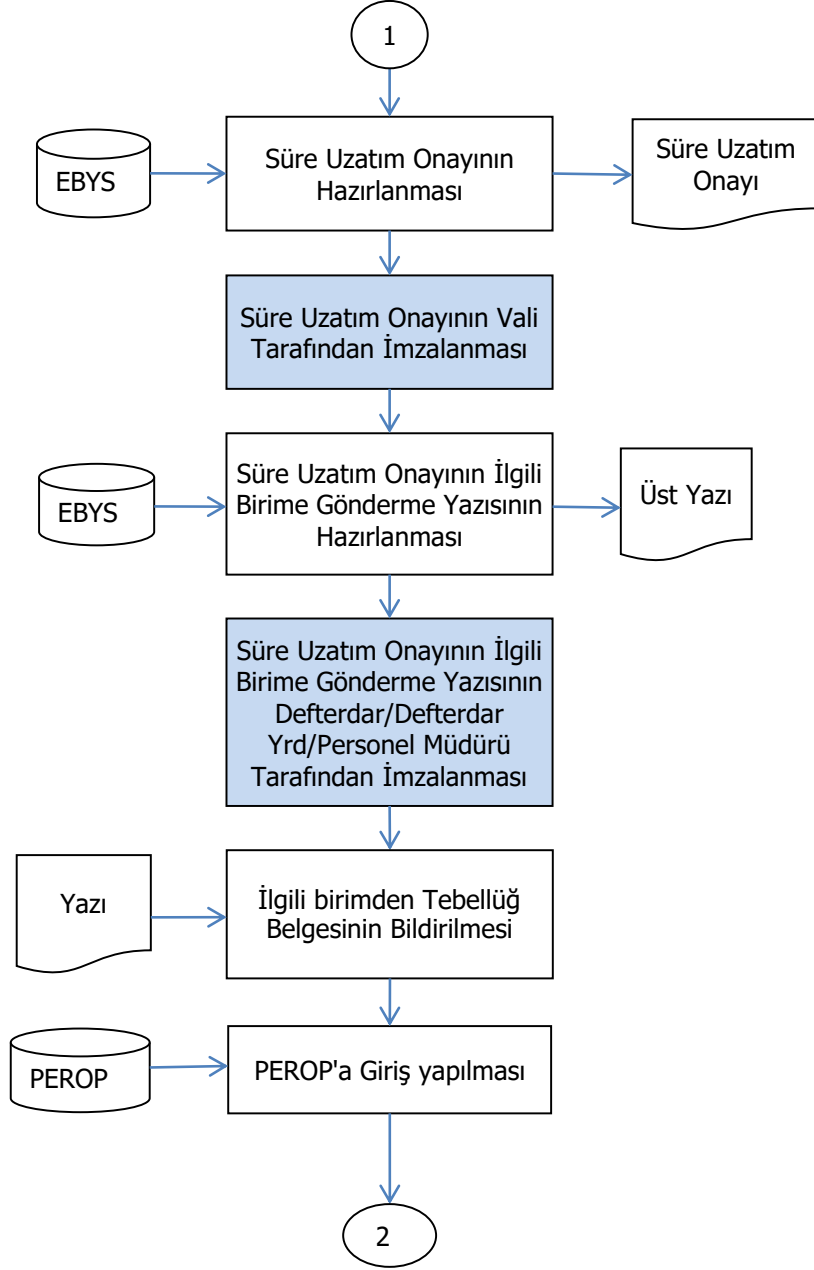 1
EBYS
Süre Uzatım Onayının
Hazırlanması
Süre Uzatım
Onayı
Süre Uzatım Onayının Vali
Tarafından İmzalanması
EBYS
Süre Uzatım Onayının İlgili
Birime Gönderme Yazısının
Hazırlanması
Üst Yazı
Süre Uzatım Onayının İlgili
Birime Gönderme Yazısının
Defterdar/Defterdar
Yrd/Personel Müdürü
Tarafından İmzalanması
Yazı
İlgili birimden Tebellüğ
Belgesinin Bildirilmesi
PEROP
PEROP'a Giriş yapılması
2